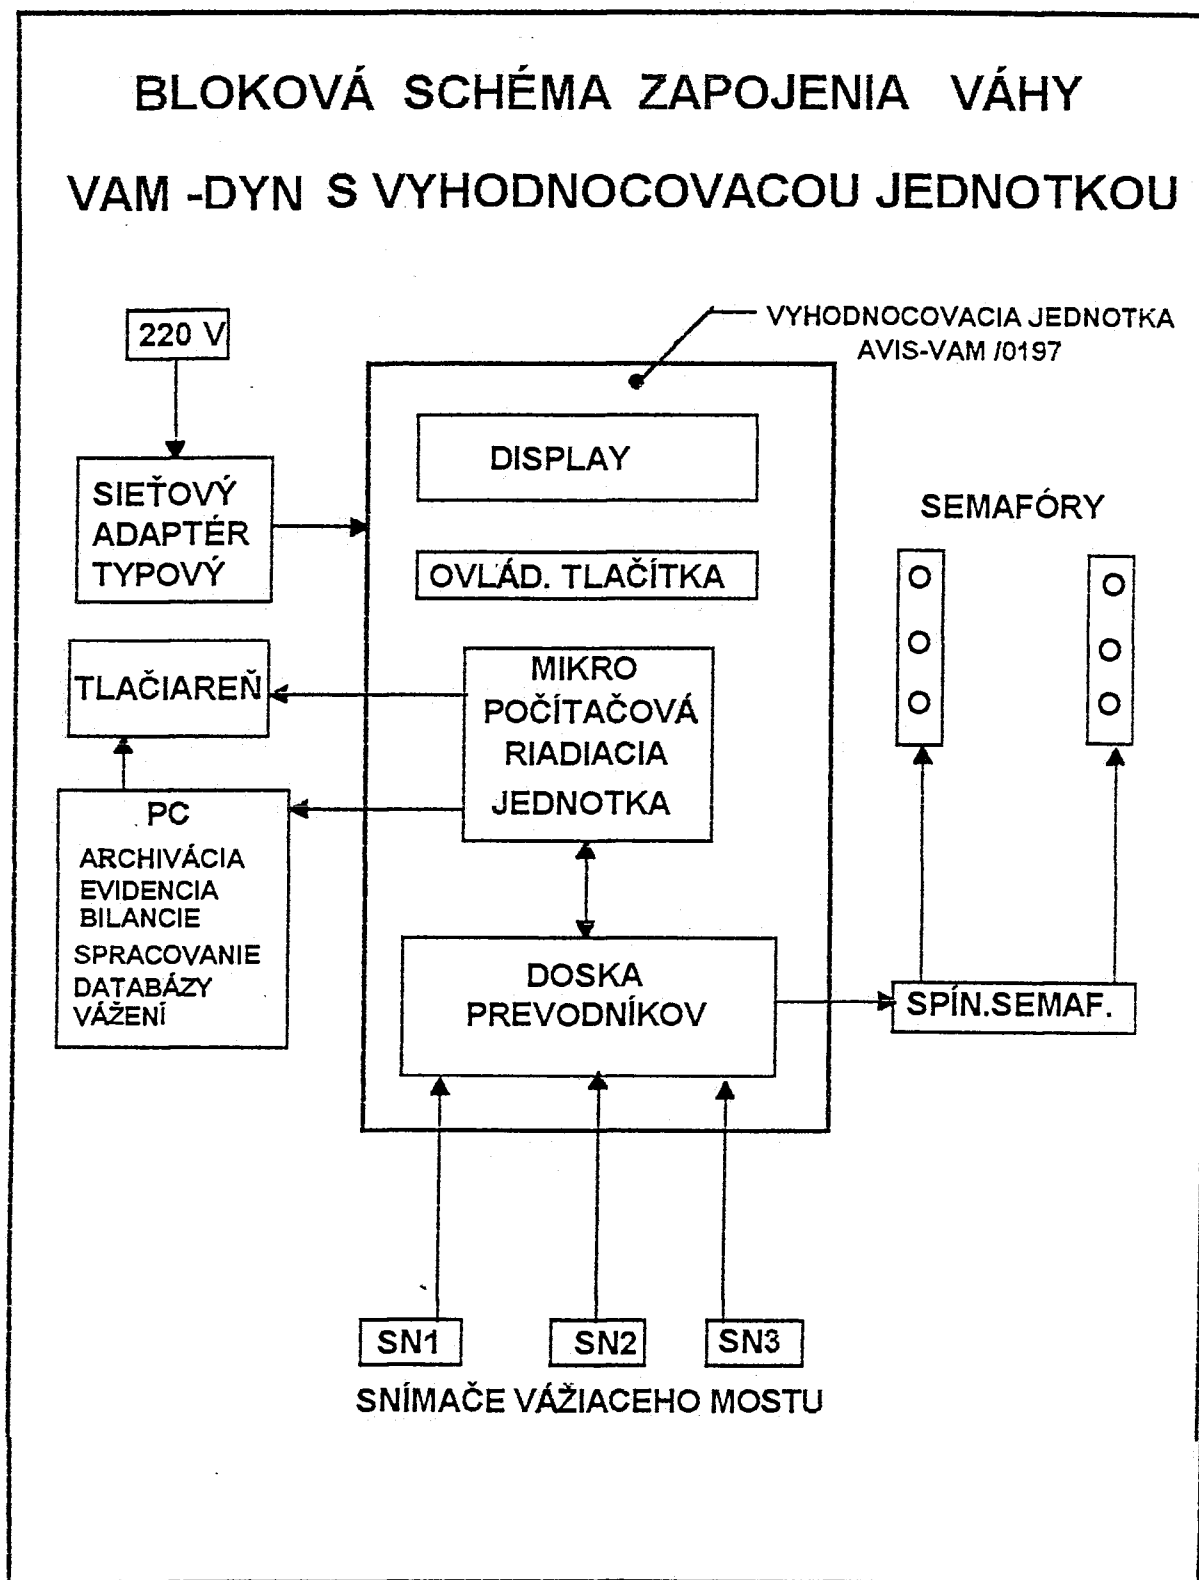 BLOKOVÁ SCHÉMA ZAPOJENIA VÁHY
VAM -DYN S VYHODNOCOVACOU JEDNOTKOU
220 V
VYHODNOCOVACIA JEDNOTKA
AVIS-VAM /0197
SIEŤOVÝ
ADAPTÉR
TYPOVÝ
DISPLAY
OVLÁD. TLAČÍTKA
SEMAFÓRY
TLAČIAREŇ
MIKRO
POČÍTAČOVÁ
RIADIACIA
JEDNOTKA
PC
ARCHIVÁCIA
EVIDENCIA
BILANCIE
SPRACOVANIE
DATABÁZY
VÁŽENÍ
DOSKA
PREVODNÍKOV
SPÍN.SEMAF.
SN1
SN2
SN3
SNÍMAČE VÁŽIACEHO MOSTU